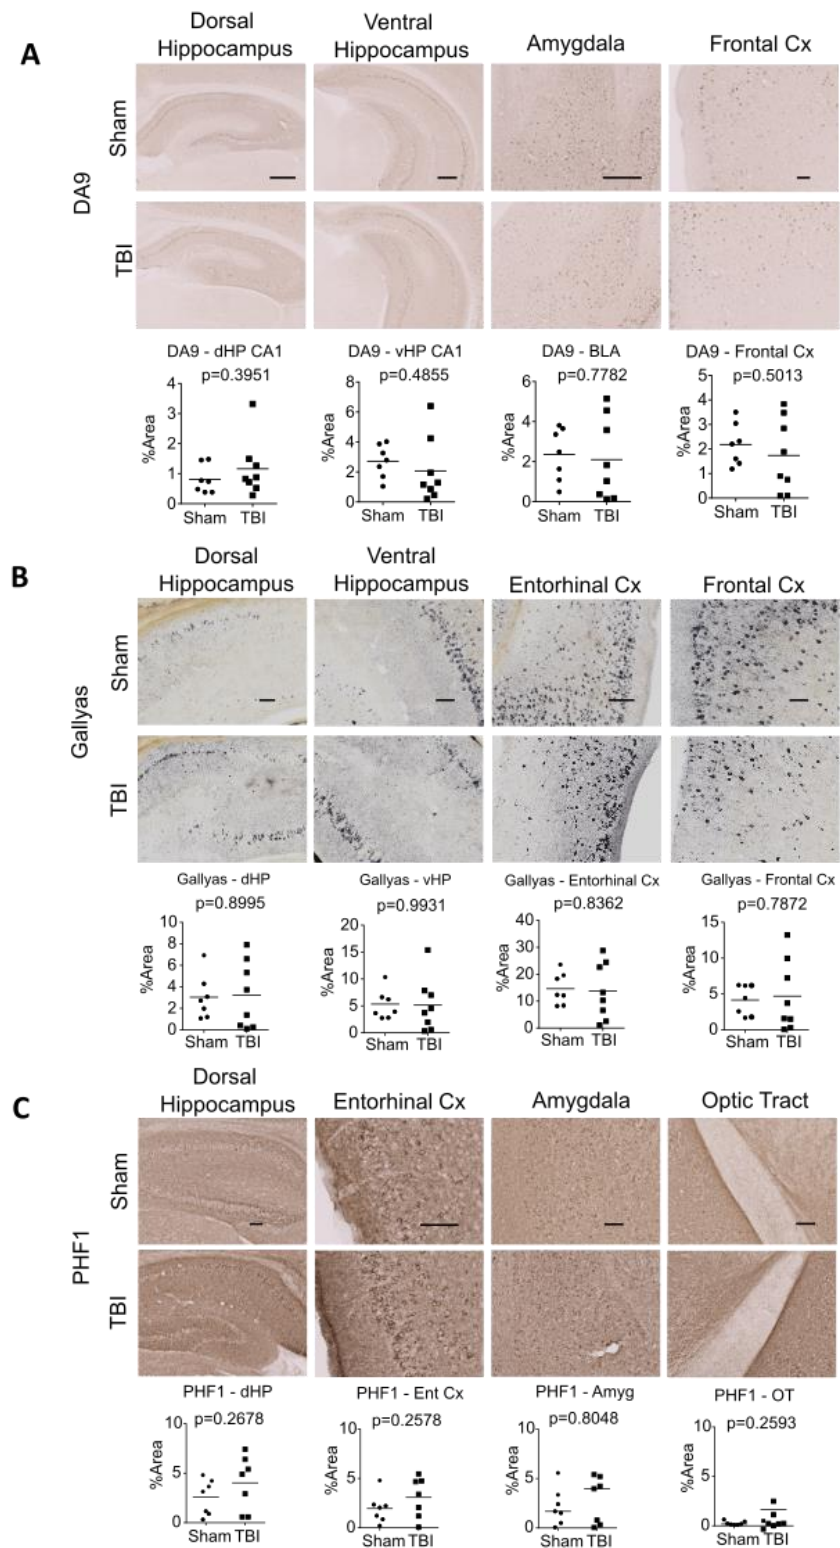 A
Dorsal
Hippocampus
Ventral
Hippocampus
Amygdala
Frontal Cx
DA9
Sham
TBI
DA9 - dHP CA1
p=0.3951
%Area
4
3
2
1
0
Sham TBI
DA9 - vHP CA1
p=0.4855
%Area
8
6
4
2
0
Sham TBI
DA9 - BLA
p=0.7782
%Area
6
4
2
0
Sham TBI
DA9 - Frontal Cx
p=0.5013
%Area
5
4
3
2
1
0
Sham TBI
B
Dorsal
Hippocampus
Ventral
Hippocampus
Entorhinal Cx
Frontal Cx
Gallyas
Sham
TBI
Gallyas - dHP
p=0.8995
%Area
10
8
6
4
2
0
Sham TBI
Gallyas - vHP
p=0.9931
%Area
20
15
10
5
0
Sham TBI
Gallyas - Entorhinal Cx
p=0.8362
%Area
40
30
20
10
0
Sham TBI
Gallyas - Frontal Cx
p=0.7872
%Area
15
10
5
0
Sham TBI
C
Dorsal
Hippocampus
Entorhinal Cx
Amygdala
Optic Tract
PHF1
Sham
TBI
PHF1 - dHP
p=0.2678
%Area
10
5
0
Sham TBI
PHF1 - Ent Cx
p=0.2578
%Area
10
5
0
Sham TBI
PHF1 - Amyg
p=0.8048
%Area
10
5
0
Sham TBI
PHF1 - OT
p=0.2593
%Area
10
5
0
Sham TBI